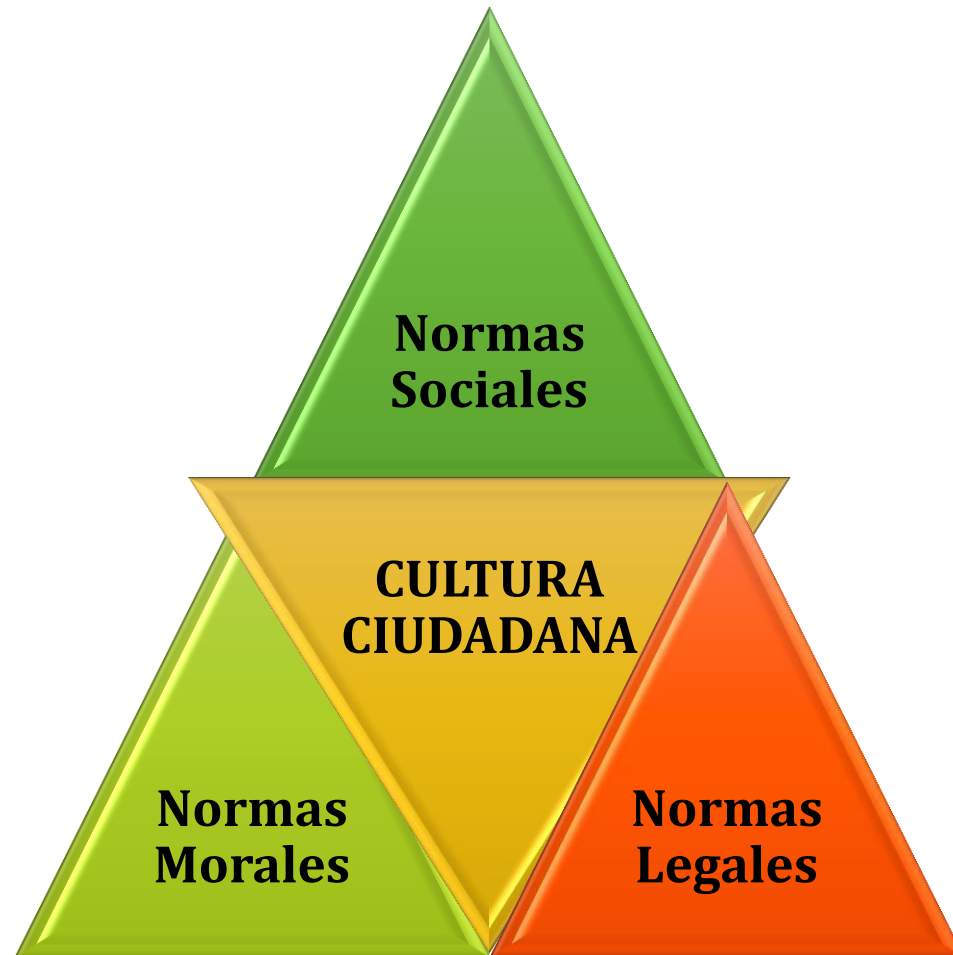 Normas
Sociales
CULTURA
CIUDADANA
Normas
Morales
Normas
Legales